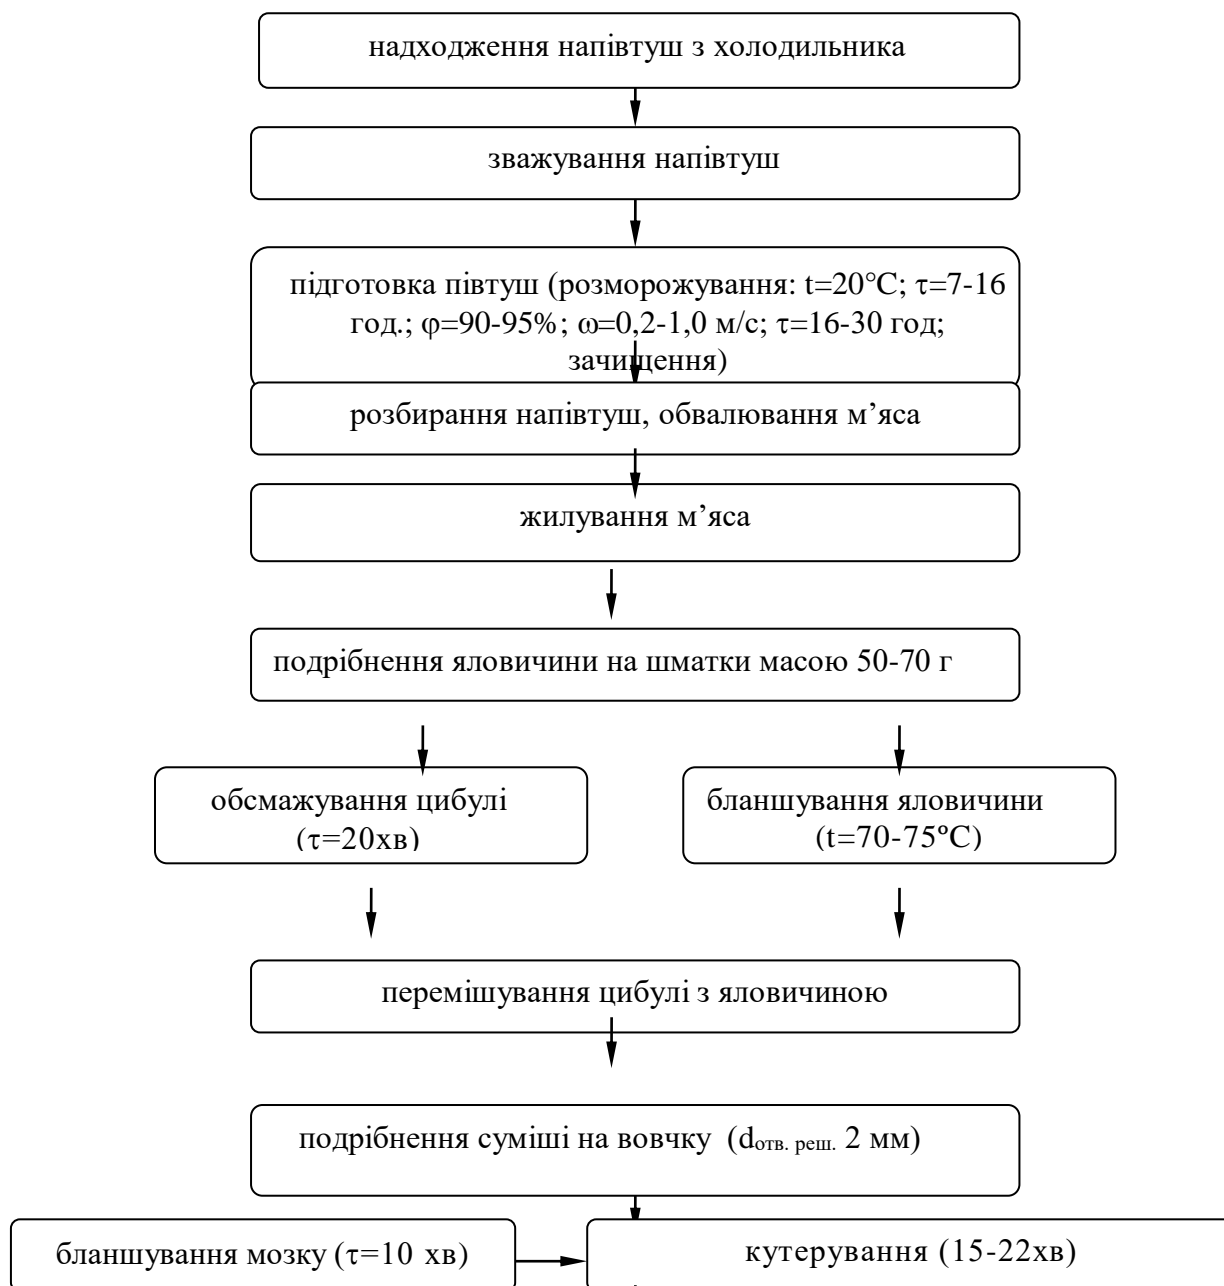 надходження напівтуш з холодильника
зважування напівтуш
підготовка півтуш (розморожування: t=20°С; τ=7-16
год.; φ=90-95%; ω=0,2-1,0 м/с; τ=16-30 год;
зачищення)
розбирання напівтуш, обвалювання м’яса
жилування м’яса
подрібнення яловичини на шматки масою 50-70 г
обсмажування цибулі
(τ=20хв)
бланшування яловичини
(t=70-75°С)
перемішування цибулі з яловичиною
подрібнення суміші на вовчку (dотв. реш. 2 мм)
бланшування мозку (τ=10 хв)
кутерування (15-22хв)